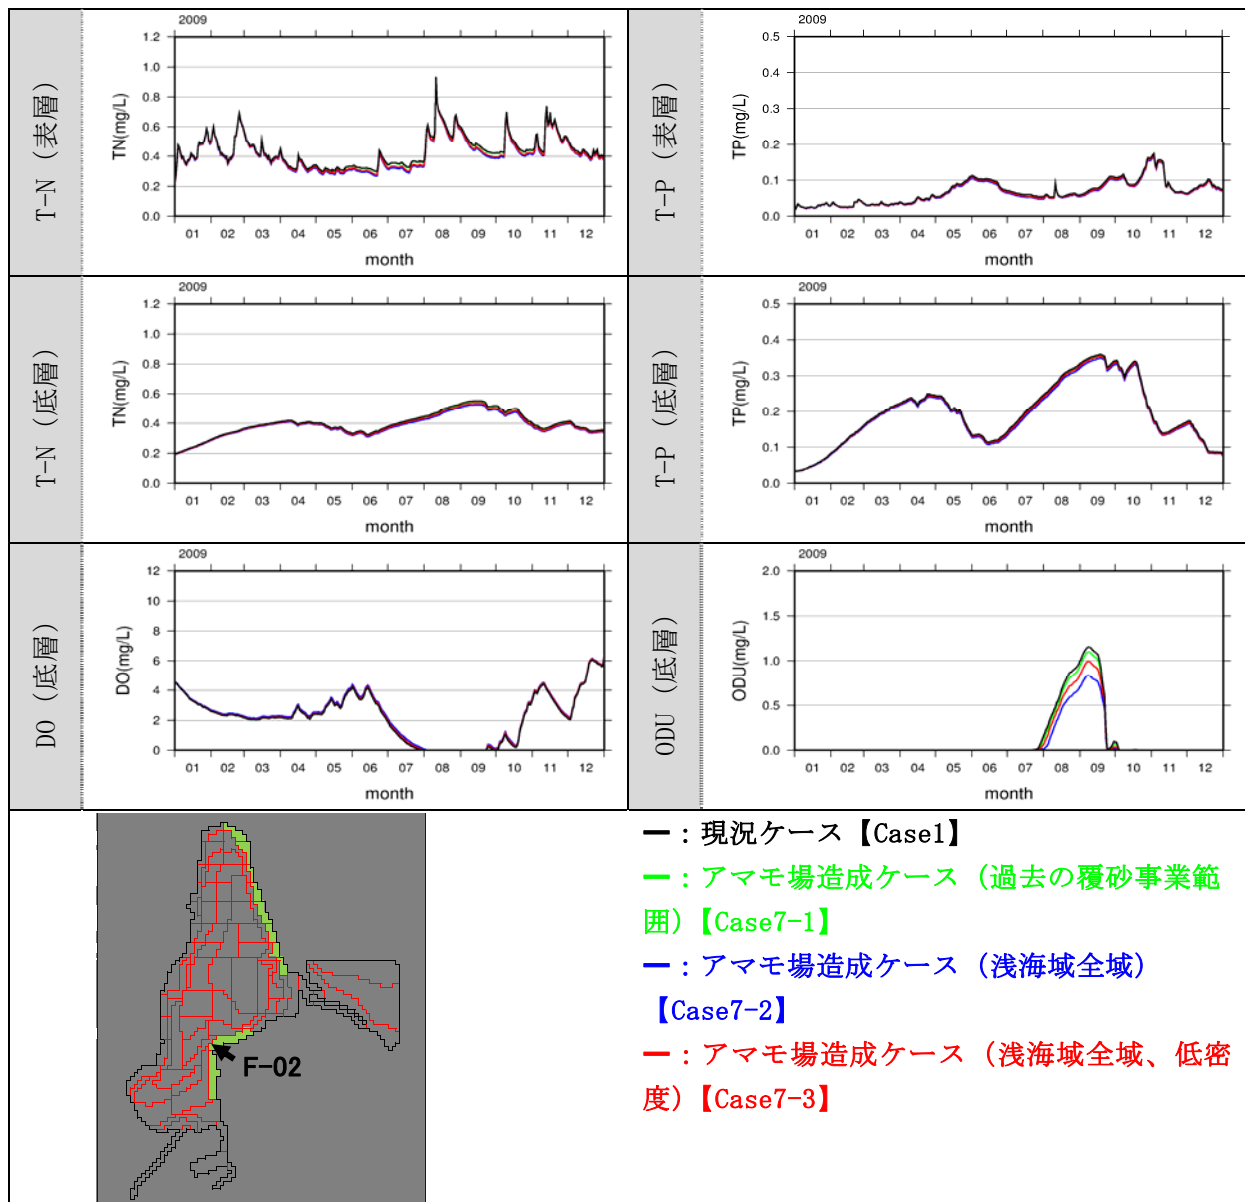 T-N（表層）
2009
1.2
1.0
0.8
0.6
0.4
0.2
0.0
TN(mg/L)
01 02 03 04 05 06 07 08 09 10 11 12
month
T-P（表層）
2009
0.5
0.4
0.3
0.2
0.1
0.0
TP(mg/L)
01 02 03 04 05 06 07 08 09 10 11 12
month
T-N（底層）
2009
1.2
1.0
0.8
0.6
0.4
0.2
0.0
TN(mg/L)
01 02 03 04 05 06 07 08 09 10 11 12
month
T-P（底層）
2009
0.5
0.4
0.3
0.2
0.1
0.0
TP(mg/L)
01 02 03 04 05 06 07 08 09 10 11 12
month
DO（底層）
2009
12
10
8
6
4
2
0
DO(mg/L)
01 02 03 04 05 06 07 08 09 10 11 12
month
ODU（底層）
2009
2.0
1.5
1.0
0.5
0.0
ODU(mg/L)
01 02 03 04 05 06 07 08 09 10 11 12
month
F-02
ー：現況ケース【Case1】
ー：アマモ場造成ケース（過去の覆砂事業範
囲）【Case7-1】
ー：アマモ場造成ケース（浅海域全域）
【Case7-2】
ー：アマモ場造成ケース（浅海域全域、低密
度）【Case7-3】